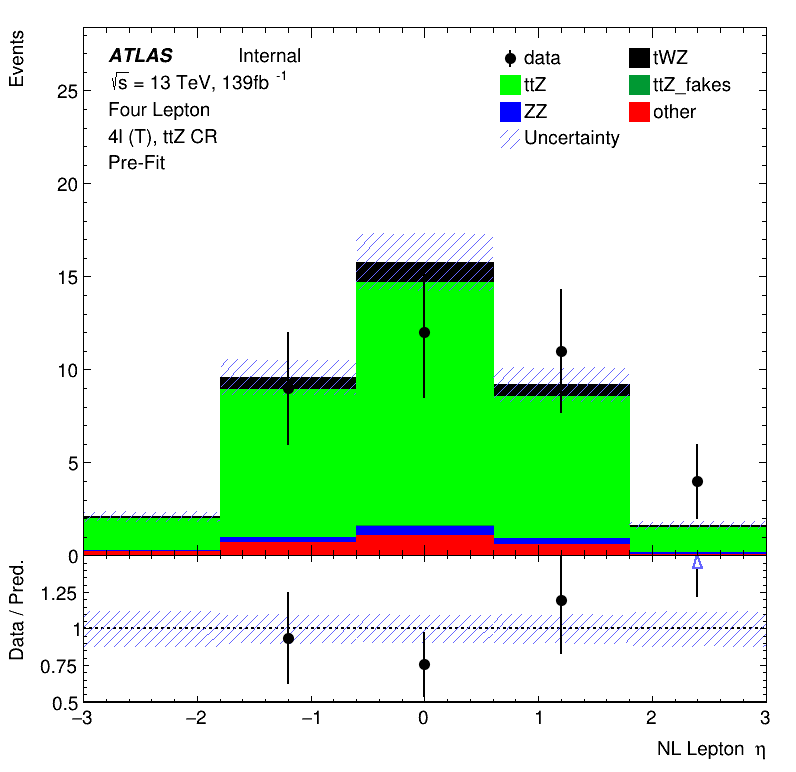 Events
25
20
15
10
5
0
ATLAS Internal
√s = 13 TeV, 139fb⁻¹
Four Lepton
4l (T), ttZ CR
Pre-Fit
data
tWZ
ttZ
ttZ_fakes
ZZ
other
Uncertainty
Data / Pred.
1.25
1
0.75
0.5
−3 −2 −1 0 1 2 3
NL Lepton η